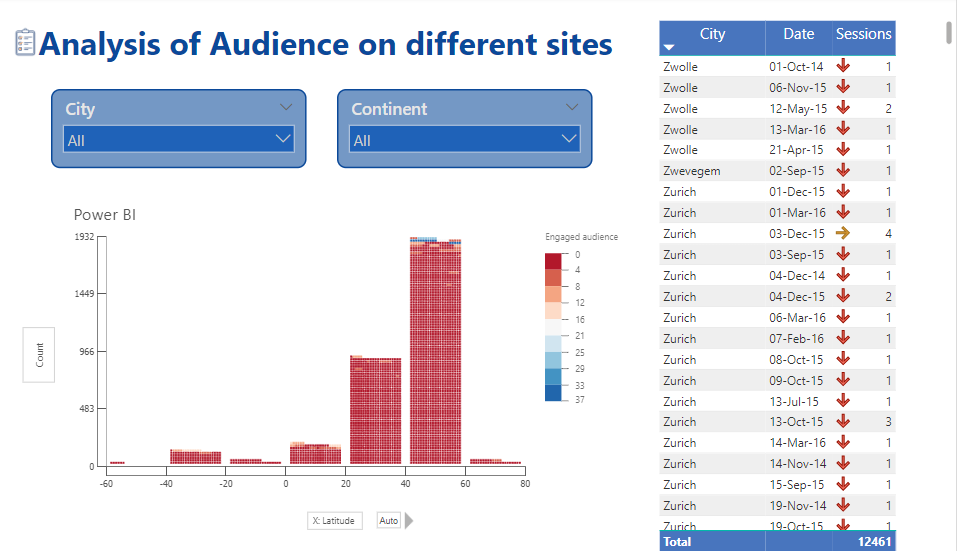 Analysis of Audience on different sites
City
All
Continent
All
Power BI
1932
1449
966
483
0
Count
-60 -40 -20 0 20 40 60 80
X: Latitude Auto
Engaged audience
0
4
8
12
16
21
25
29
33
37
City Date Sessions
Zwolle 01-Oct-14 1
Zwolle 06-Nov-15 1
Zwolle 12-May-15 2
Zwolle 13-Mar-16 1
Zwolle 21-Apr-15 1
Zwevegem 02-Sep-15 1
Zurich 01-Dec-15 1
Zurich 01-Mar-16 1
Zurich 03-Dec-15 4
Zurich 03-Sep-15 1
Zurich 04-Dec-14 1
Zurich 04-Dec-15 2
Zurich 06-Mar-16 1
Zurich 07-Feb-16 1
Zurich 08-Oct-15 1
Zurich 09-Oct-15 1
Zurich 13-Jul-15 1
Zurich 13-Oct-15 3
Zurich 14-Mar-16 1
Zurich 14-Nov-14 1
Zurich 15-Sep-15 1
Zurich 19-Nov-14 1
Zurich 19-Oct-15 1
Total 12461